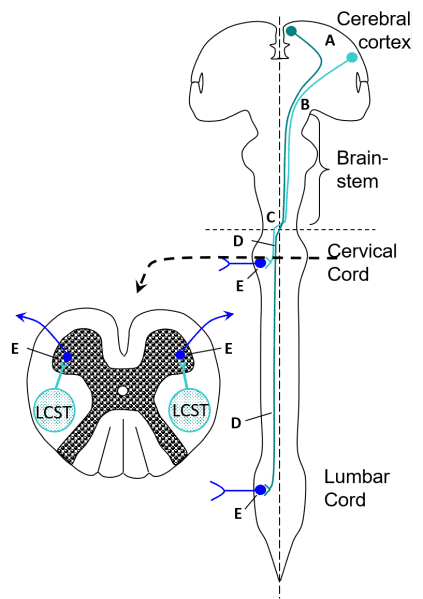 Cerebral
cortex
A
B
Brain-
stem
C
D
Cervical
Cord
E
E
E
LCST
LCST
D
Lumbar
Cord
E